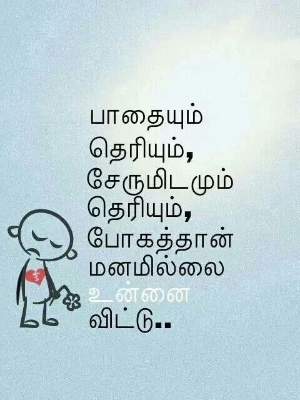 பாதையும்
தெரியும்,
சேருமிடமும்
தெரியும்,
போகத்தான்
மனமில்லை
உன்னை
விட்டு..